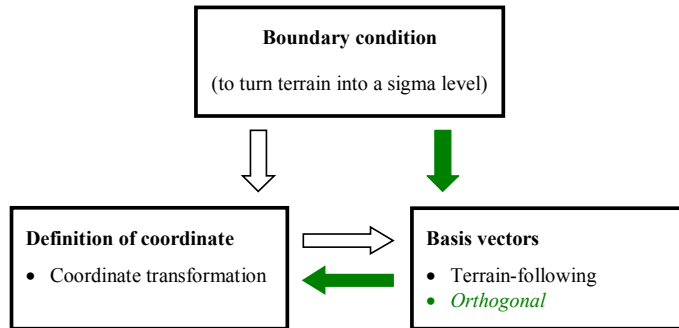 Boundary condition
(to turn terrain into a sigma level)
Definition of coordinate
• Coordinate transformation
Basis vectors
• Terrain-following
• Orthogonal